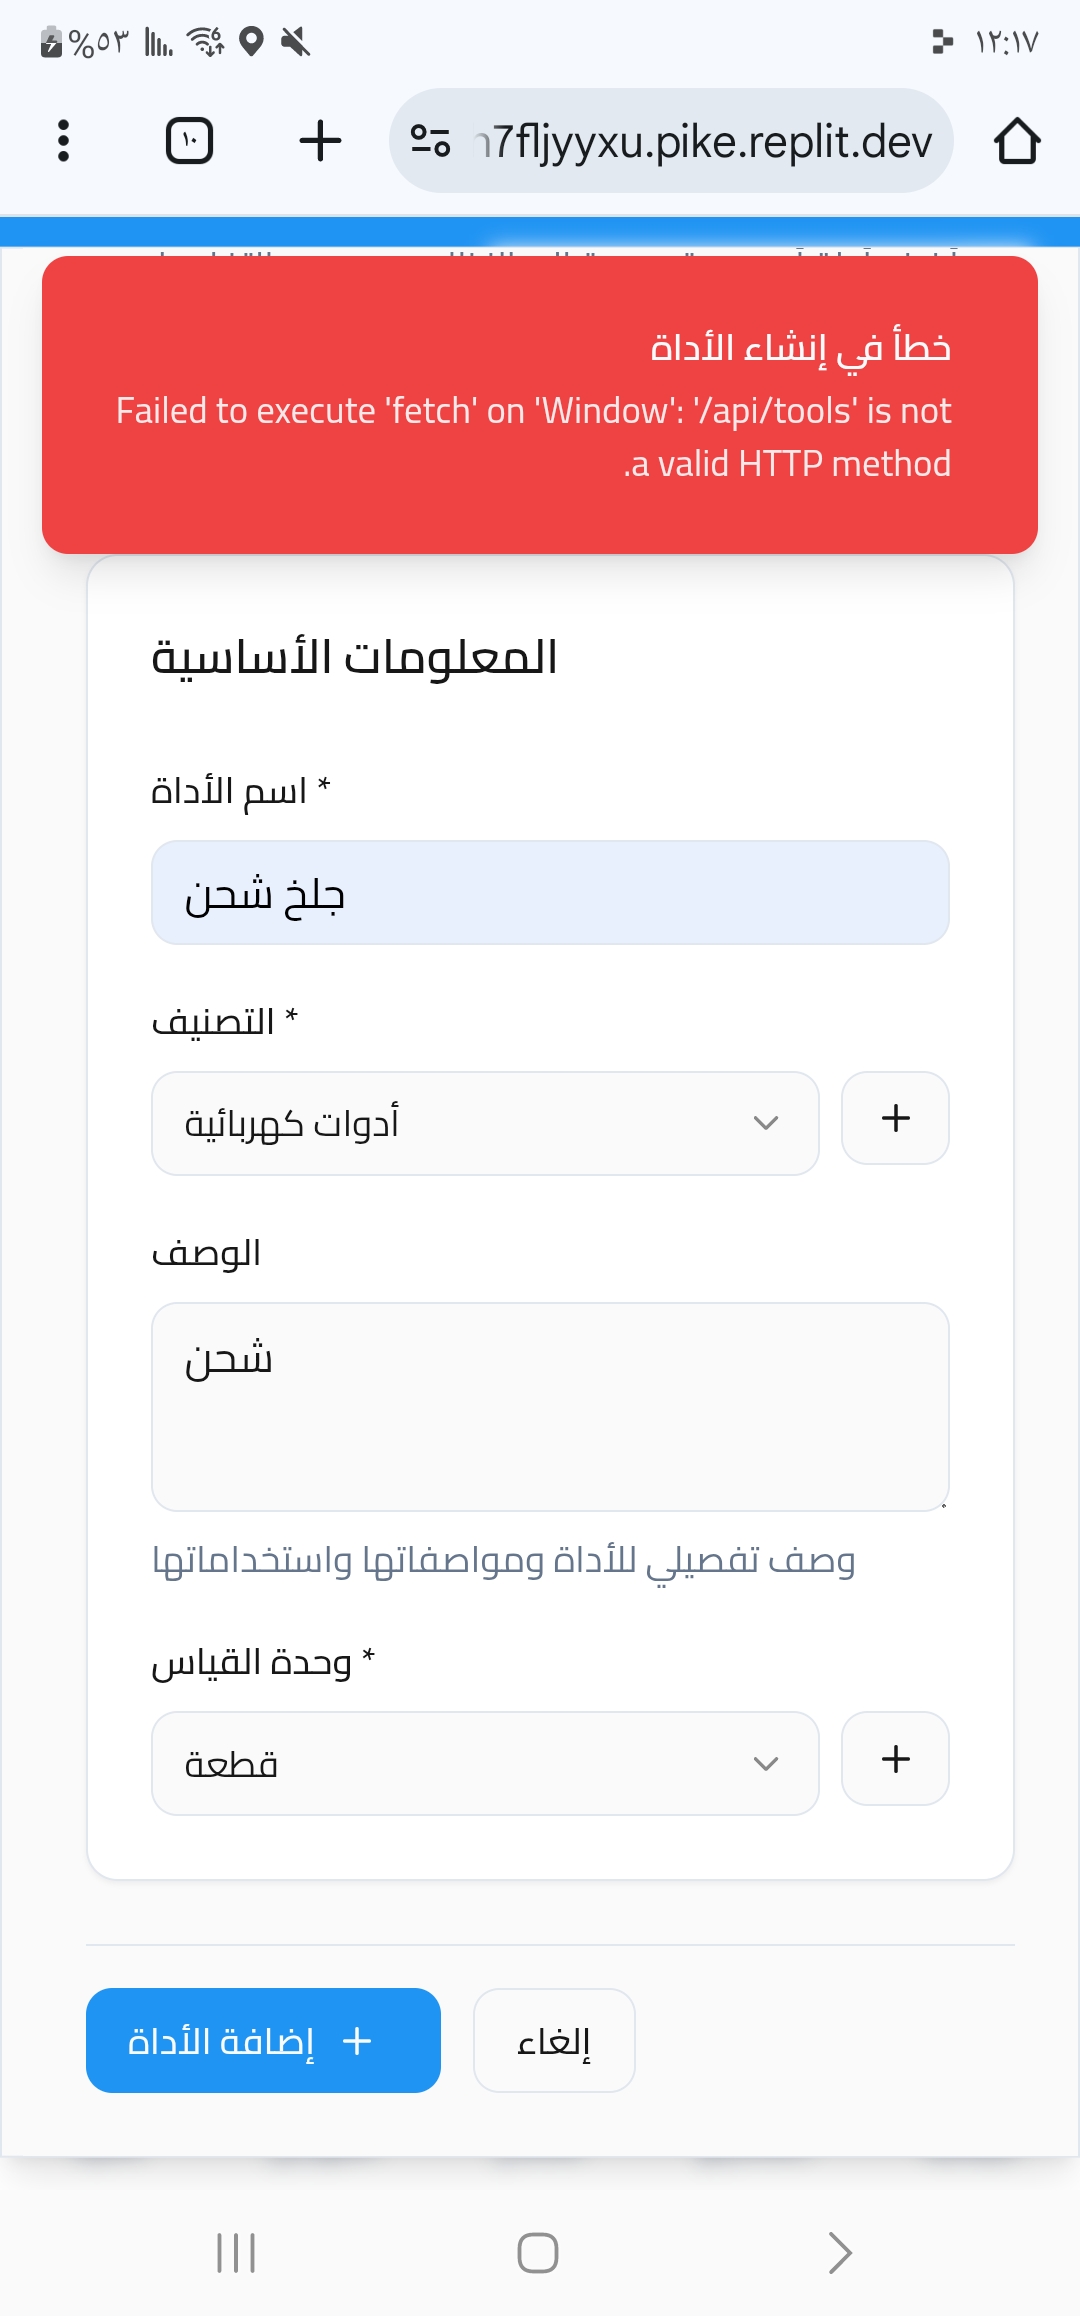 %٥٣
١٢:١٧
١٠
7fljyyxu.pike.replit.dev
خطأ في إنشاء الأداة
Failed to execute 'fetch' on 'Window': '/api/tools' is not
a valid HTTP method.
المعلومات الأساسية
اسم الأداة *
جلخ شحن
التصنيف *
أدوات كهربائية
الوصف
شحن
وصف تفصيلي للأداة ومواصفاتها واستخداماتها
وحدة القياس *
قطعة
إضافة الأداة
إلغاء